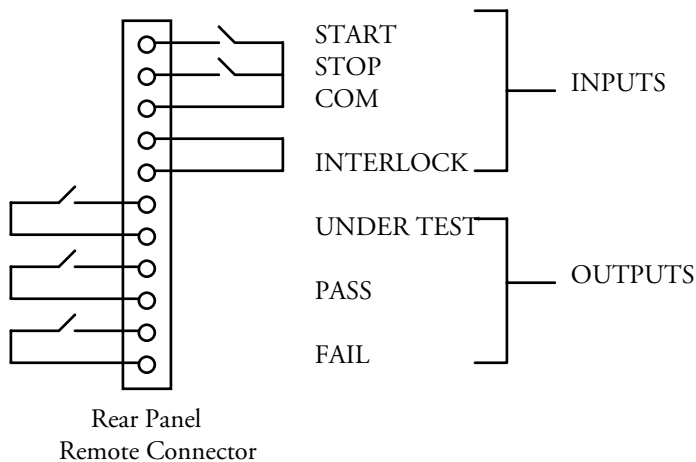 START
STOP
COM
INPUTS
INTERLOCK
UNDER TEST
OUTPUTS
PASS
FAIL
Rear Panel
Remote Connector